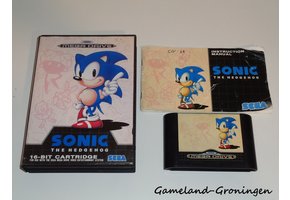 MEGA DRIVE
SONIC
THE HEDGEHOG
16-BIT CARTRIDGE
SEGA
INSTRUCTION
MANUAL
SONIC
THE HEDGEHOG
SEGA
MEGA DRIVE
Gameland-Groningen